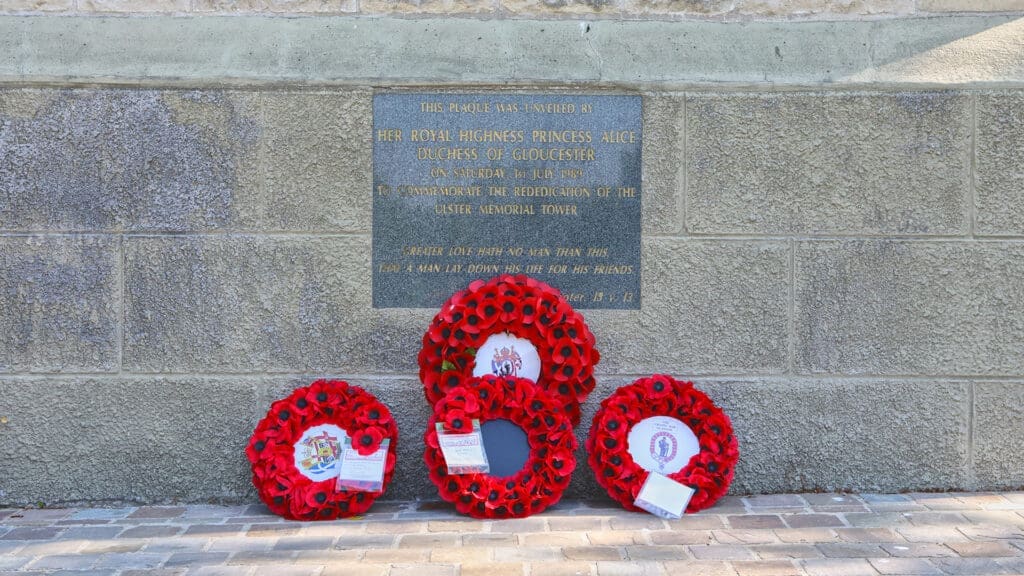 THIS PLAQUE WAS UNVEILED BY
HER ROYAL HIGHNESS PRINCESS ALICE
DUCHESS OF GLOUCESTER
ON SATURDAY 1st JULY 1989
TO COMMEMORATE THE REDEDICATION OF THE
ULSTER MEMORIAL TOWER
GREATER LOVE HATH NO MAN THAN THIS
THAT A MAN LAY DOWN HIS LIFE FOR HIS FRIENDS.
v. 13